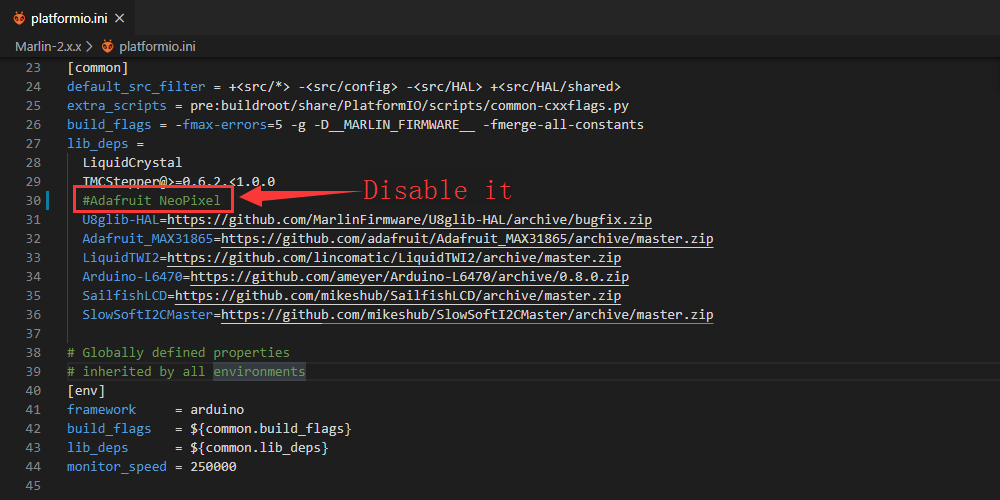 platformio.ini ×
Marlin-2.x.x > platformio.ini
23 [common]
24 default_src_filter = +<src/*> -<src/config> -<src/HAL> +<src/HAL/shared>
25 extra_scripts = pre:buildroot/share/PlatformIO/scripts/common-cxxflags.py
26 build_flags = -fmax-errors=5 -g -D__MARLIN_FIRMWARE__ -fmerge-all-constants
27 lib_deps =
28 LiquidCrystal
29 TMCStepper@>=0.6.2,<1.0.0
30 #Adafruit NeoPixel
Disable it
31 U8glib-HAL=https://github.com/MarlinFirmware/U8glib-HAL/archive/bugfix.zip
32 Adafruit_MAX31865=https://github.com/adafruit/Adafruit_MAX31865/archive/master.zip
33 LiquidTWI2=https://github.com/lincomatic/LiquidTWI2/archive/master.zip
34 Arduino-L6470=https://github.com/ameyer/Arduino-L6470/archive/0.8.0.zip
35 SailfishLCD=https://github.com/mikeshub/SailfishLCD/archive/master.zip
36 SlowSoftI2CMaster=https://github.com/mikeshub/SlowSoftI2CMaster/archive/master.zip
37
38 # Globally defined properties
39 # inherited by all environments
40 [env]
41 framework = arduino
42 build_flags = ${common.build_flags}
43 lib_deps = ${common.lib_deps}
44 monitor_speed = 250000
45